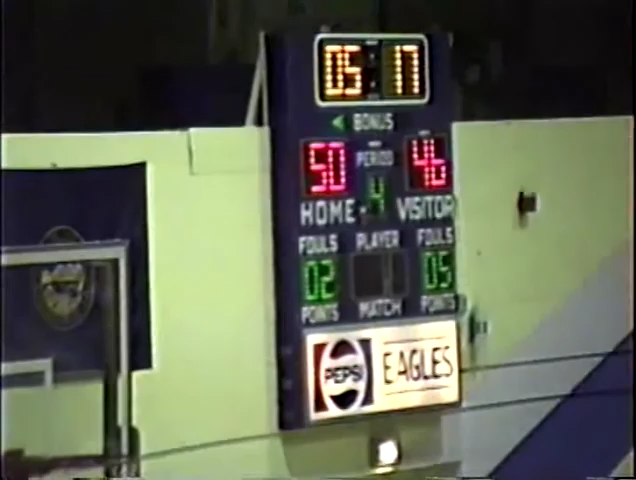 05:17
BONUS
50 PERIOD 46
HOME 4 VISITOR
FOULS PLAYER FOULS
02 05
POINTS MATCH POINTS
PEPSI EAGLES